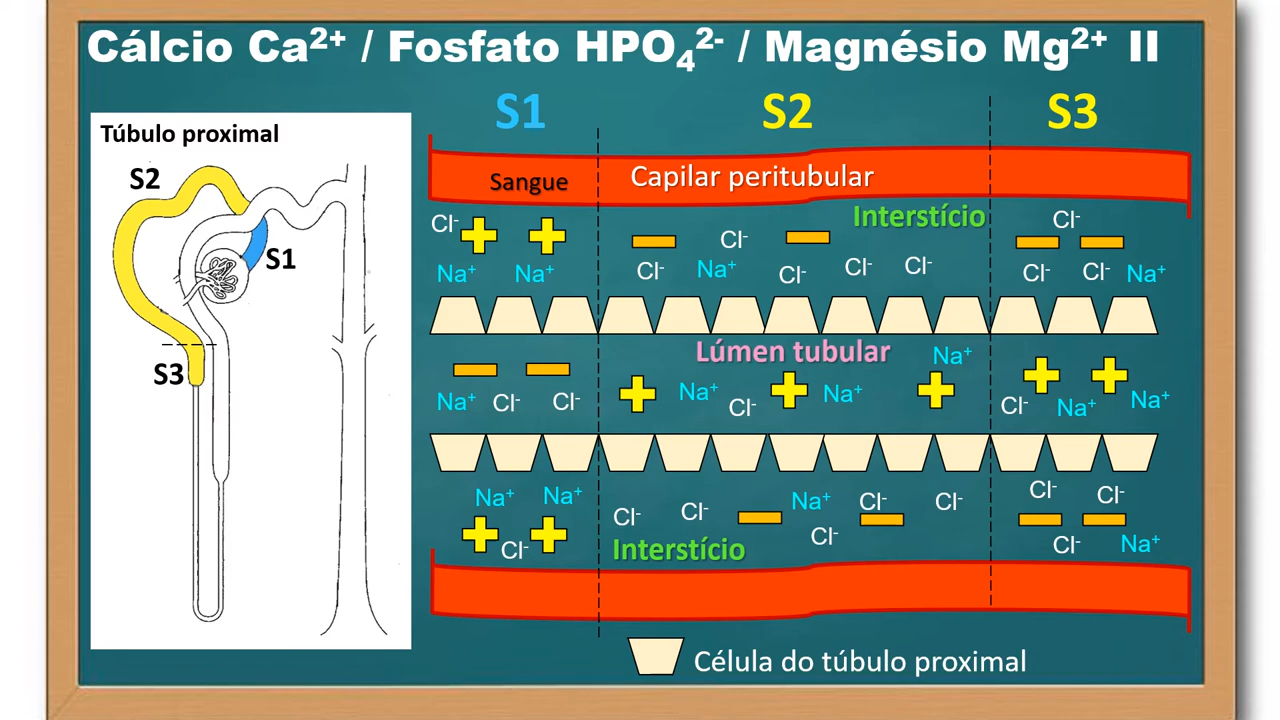 Cálcio Ca²⁺ / Fosfato HPO₄²⁻ / Magnésio Mg²⁺ II
S1 S2 S3
Túbulo proximal
S2
S1
S3
Sangue Capilar peritubular
Interstício
Cl⁻ Cl⁻ Cl⁻
Na⁺ Na⁺ Cl⁻ Na⁺ Cl⁻ Cl⁻ Cl⁻ Cl⁻ Cl⁻ Na⁺
Lúmen tubular Na⁺
Na⁺ Cl⁻ Cl⁻ Na⁺ Cl⁻ Na⁺ Cl⁻ Na⁺ Na⁺
Na⁺ Na⁺ Cl⁻ Cl⁻ Na⁺ Cl⁻ Cl⁻ Cl⁻ Cl⁻
Cl⁻ Interstício Cl⁻ Cl⁻ Na⁺
Célula do túbulo proximal